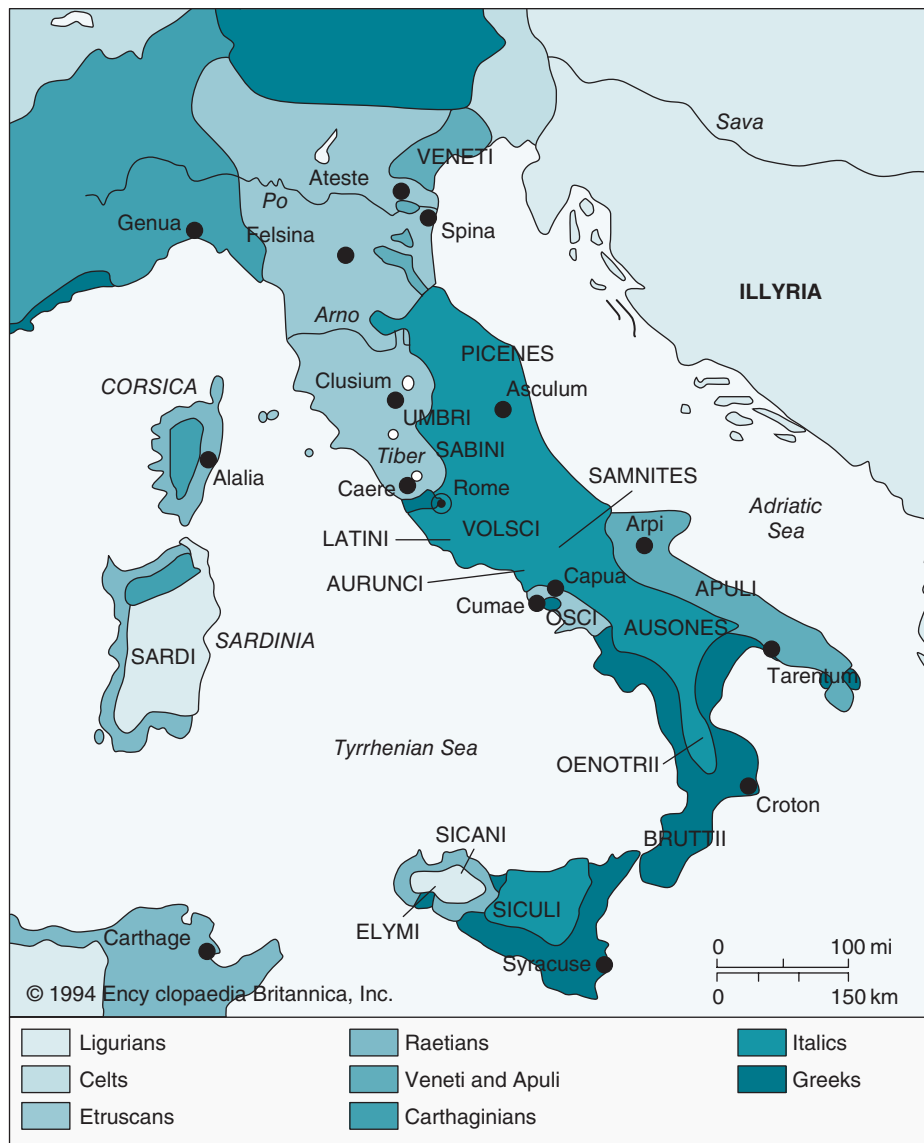 Sava
VENETI
Ateste
Po
Genua
Felsina
Spina
ILLYRIA
Arno
PICENES
CORSICA
Clusium
Asculum
UMBRI
SABINI
Tiber
Alalia
Caere
Rome
SAMNITES
Adriatic
Sea
VOLSCI
Arpi
LATINI
AURUNCI
Capua
APULI
Cumae
OSCI
AUSONES
SARDINIA
SARDI
Tarentum
Tyrrhenian Sea
OENOTRII
Croton
SICANI
BRUTTII
SICULI
ELYMI
Carthage
Syracuse
0 100 mi
0 150 km
© 1994 Ency clopaedia Britannica, Inc.
Ligurians
Celts
Etruscans
Raetians
Veneti and Apuli
Carthaginians
Italics
Greeks